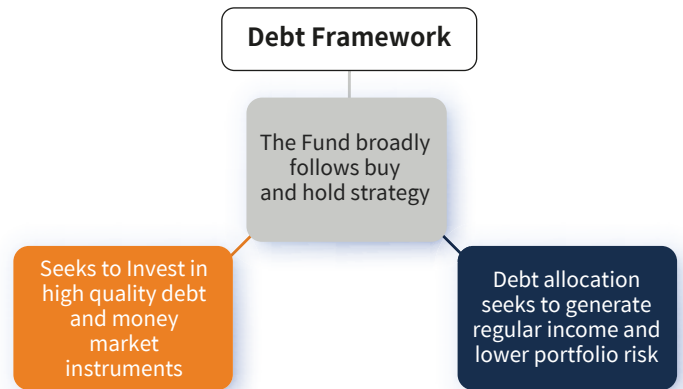 Debt Framework
The Fund broadly
follows buy
and hold strategy
Seeks to Invest in
high quality debt
and money
market
instruments
Debt allocation
seeks to generate
regular income and
lower portfolio risk